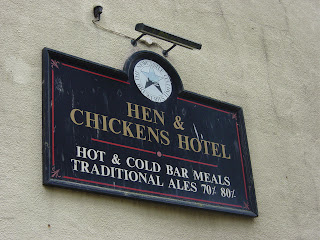 HEN &
CHICKENS HOTEL
HOT & COLD BAR MEALS
TRADITIONAL ALES 70/- 80/-